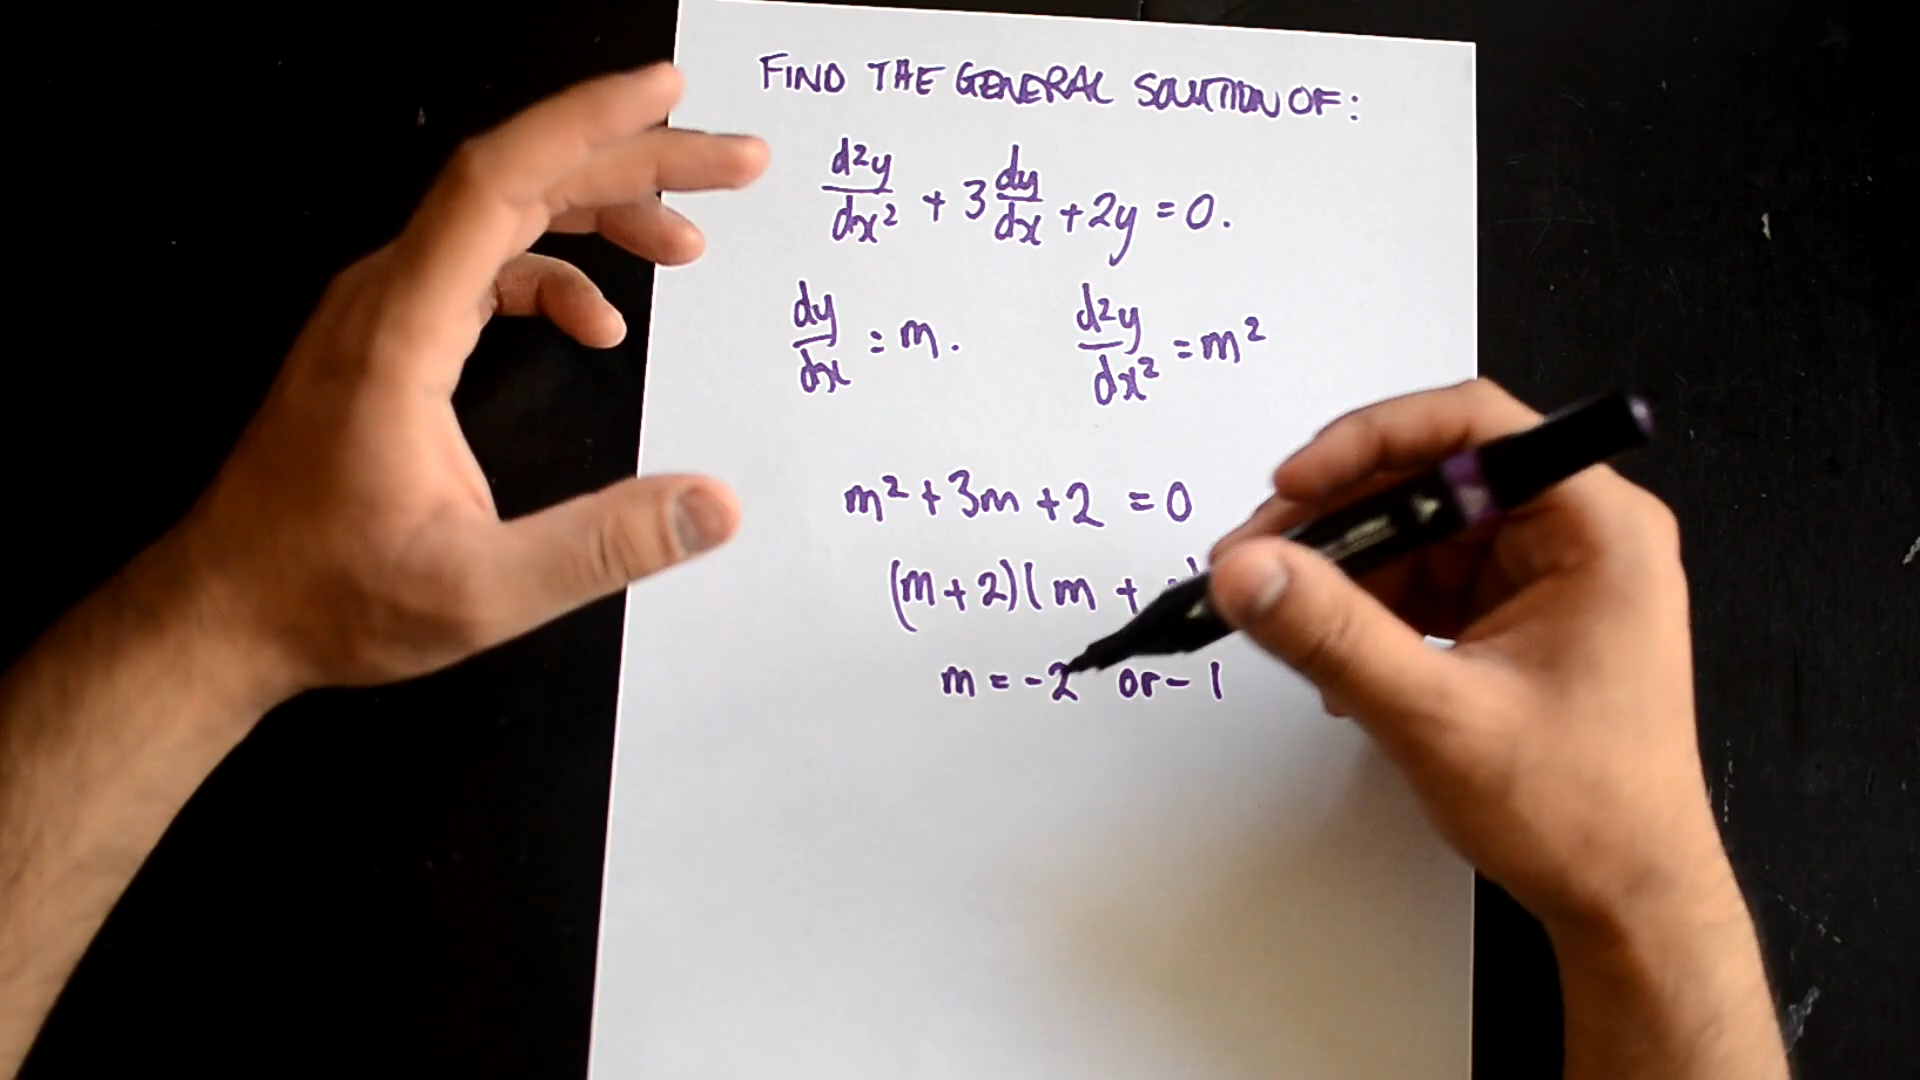 FIND THE GENERAL SOLUTION OF:
d²y/dx² + 3 dy/dx + 2y = 0.
dy/dx = m. d²y/dx² = m²
m² + 3m + 2 = 0
(m + 2)(m +
m = -2 or - 1